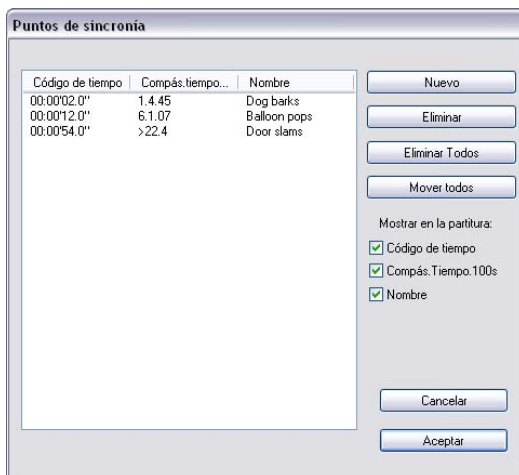 Puntos de sincronía
Código de tiempo Compás.tiempo... Nombre
00:00'02.0" 1.4.45 Dog barks
00:00'12.0" 6.1.07 Balloon pops
00:00'54.0" >22.4 Door slams
Nuevo
Eliminar
Eliminar Todos
Mover todos
Mostrar en la partitura:
Código de tiempo
Compás.Tiempo.100s
Nombre
Cancelar
Aceptar